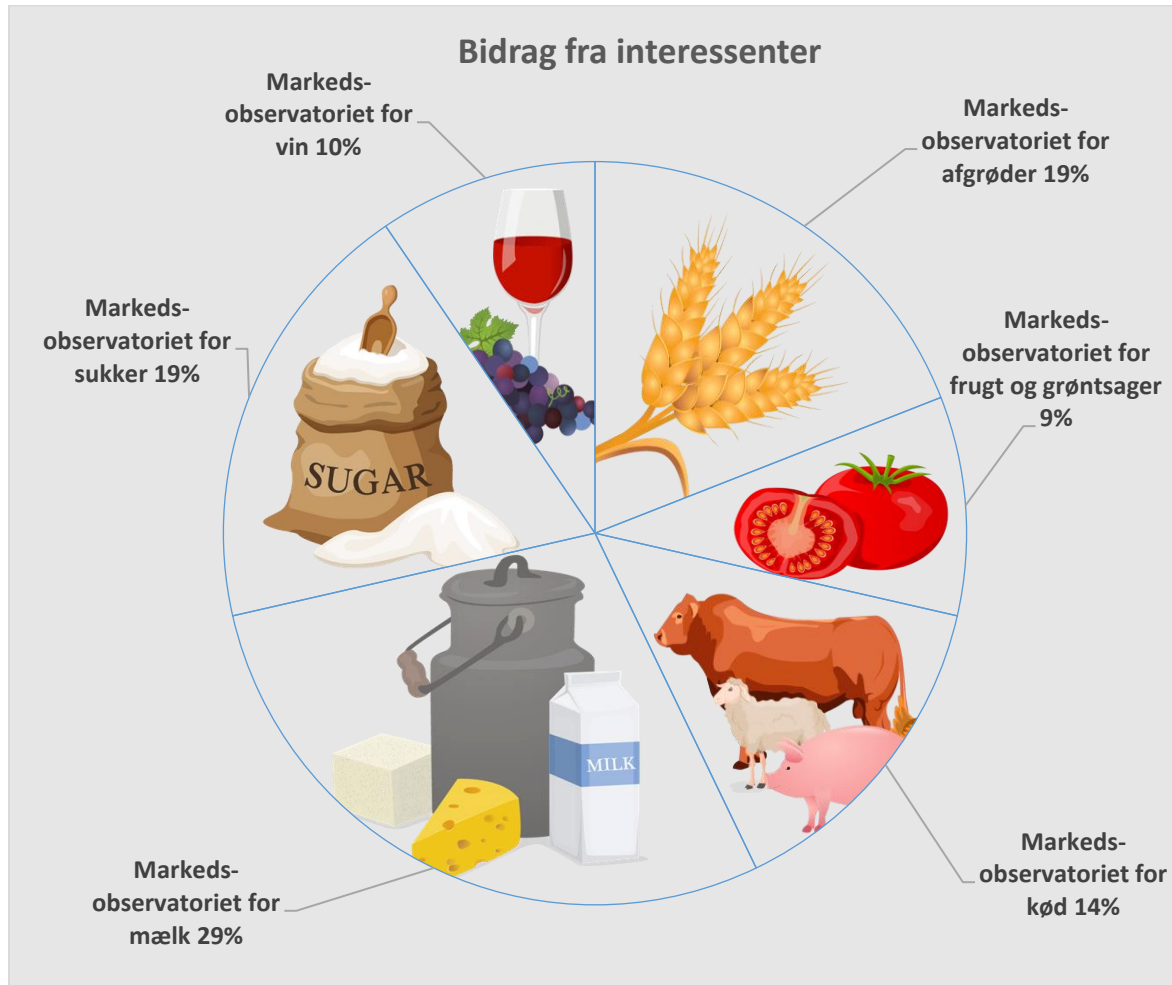 Bidrag fra interessenter
Markeds-
observatoriet for
vin 10%
Markeds-
observatoriet for
afgrøder 19%
Markeds-
observatoriet for
frugt og grøntsager
9%
Markeds-
observatoriet for
sukker 19%
SUGAR
MILK
Markeds-
observatoriet for
kød 14%
Markeds-
observatoriet for
mælk 29%